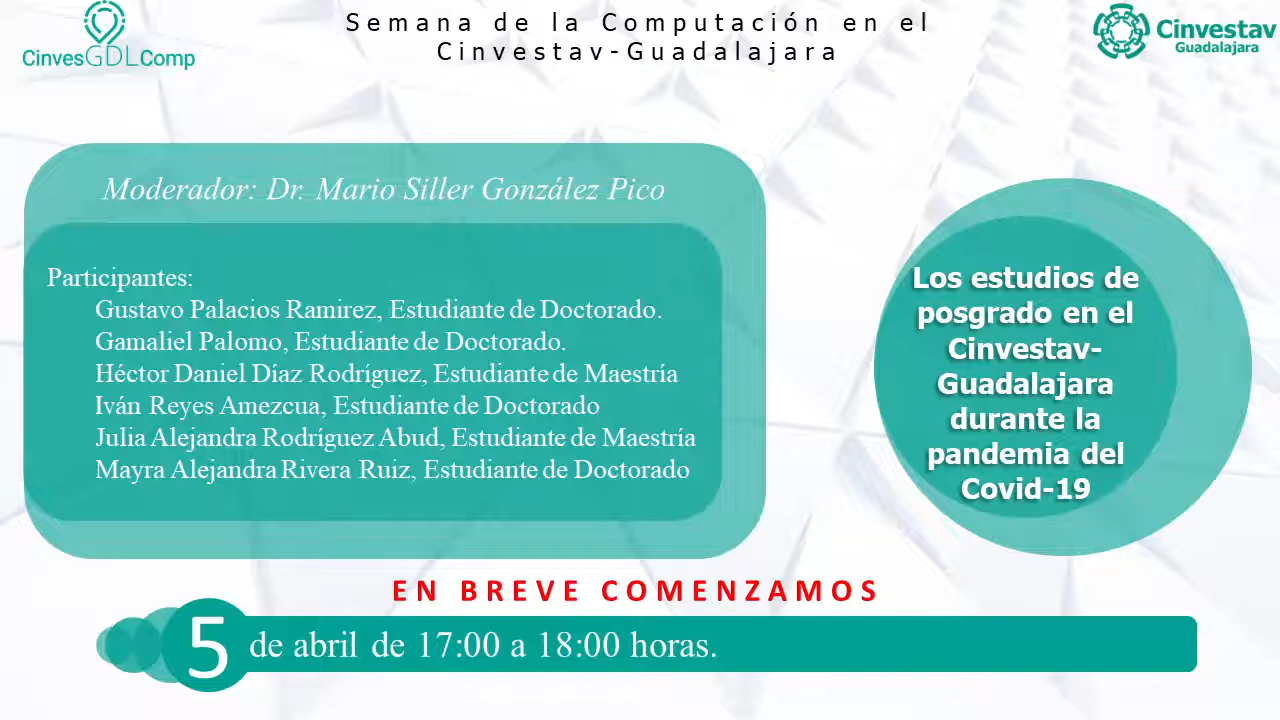 CinvesGDLComp
Semana de la Computación en el
Cinvestav-Guadalajara
Cinvestav
Guadalajara
Moderador: Dr. Mario Siller González Pico
Participantes:
Gustavo Palacios Ramirez, Estudiante de Doctorado.
Gamaliel Palomo, Estudiante de Doctorado.
Héctor Daniel Díaz Rodríguez, Estudiante de Maestría
Iván Reyes Amezcua, Estudiante de Doctorado
Julia Alejandra Rodríguez Abud, Estudiante de Maestría
Mayra Alejandra Rivera Ruiz, Estudiante de Doctorado
Los estudios de
posgrado en el
Cinvestav-
Guadalajara
durante la
pandemia del
Covid-19
EN BREVE COMENZAMOS
5 de abril de 17:00 a 18:00 horas.